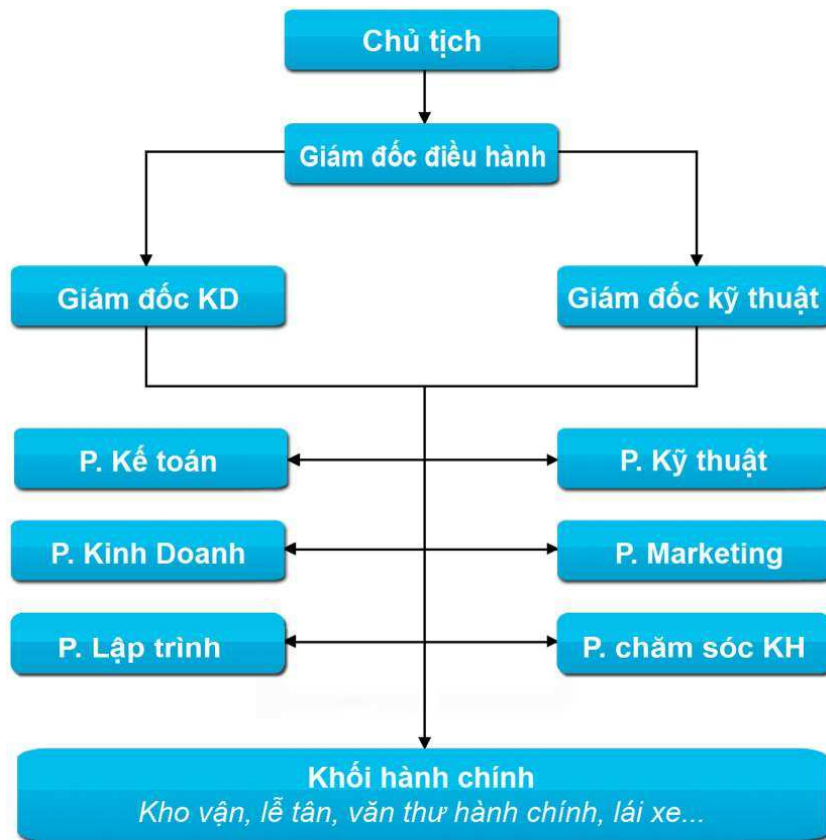 Chủ tịch
Giám đốc điều hành
Giám đốc KD
Giám đốc kỹ thuật
P. Kế toán
P. Kỹ thuật
P. Kinh Doanh
P. Marketing
P. Lập trình
P. chăm sóc KH
Khối hành chính
Kho vận, lễ tân, văn thư hành chính, lái xe...